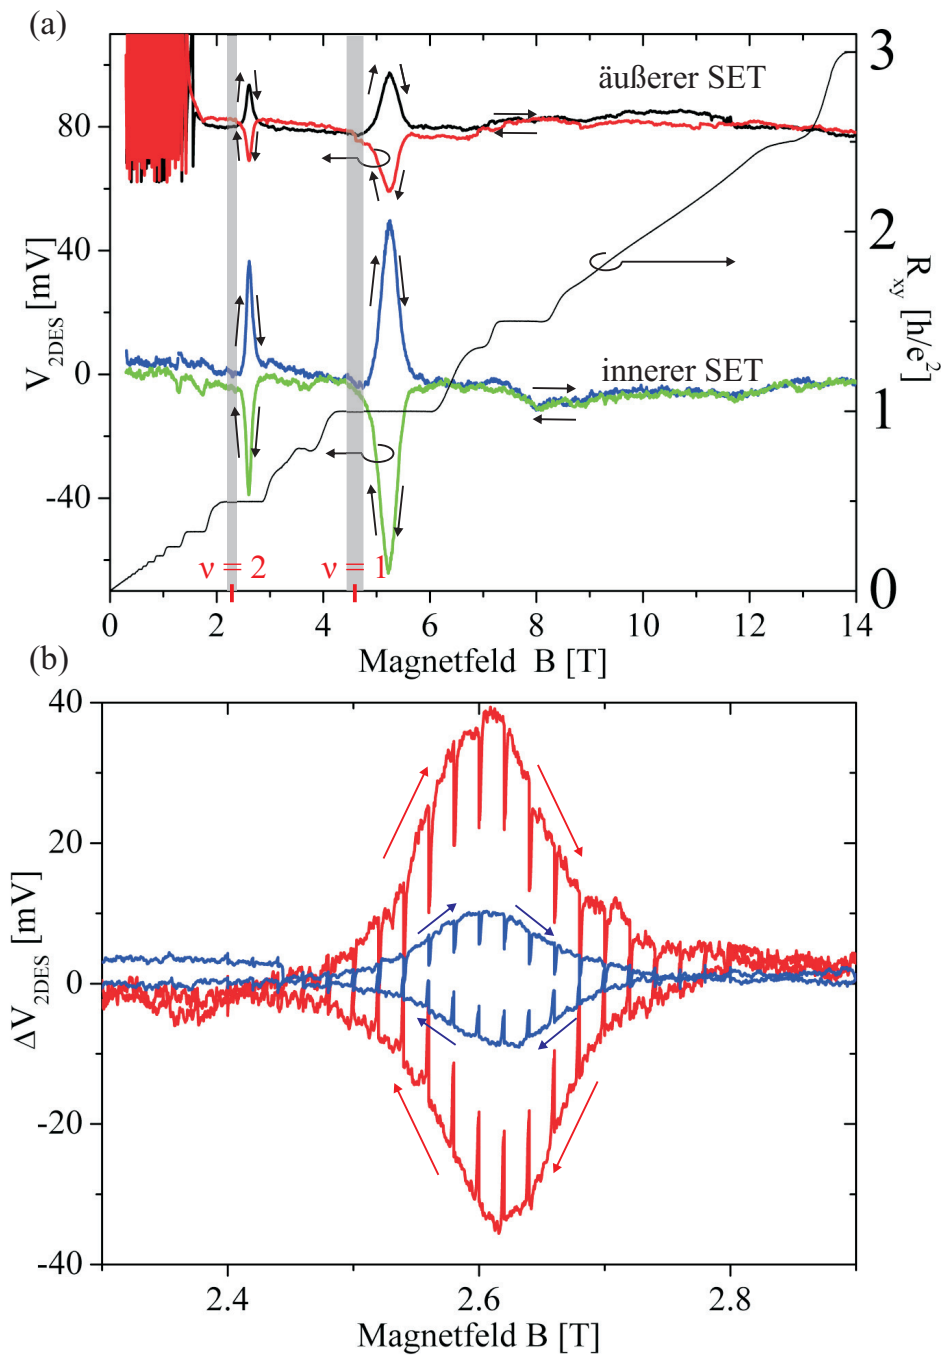 (a)
3
äußerer SET
80
2
40
V2DES [mV]
Rxy [h/e²]
0
innerer SET
1
-40
ν = 2
ν = 1
0
0
2
4
6
8
10
12
14
Magnetfeld B [T]
(b)
40
20
ΔV2DES [mV]
0
-20
-40
2.4
2.6
2.8
Magnetfeld B [T]